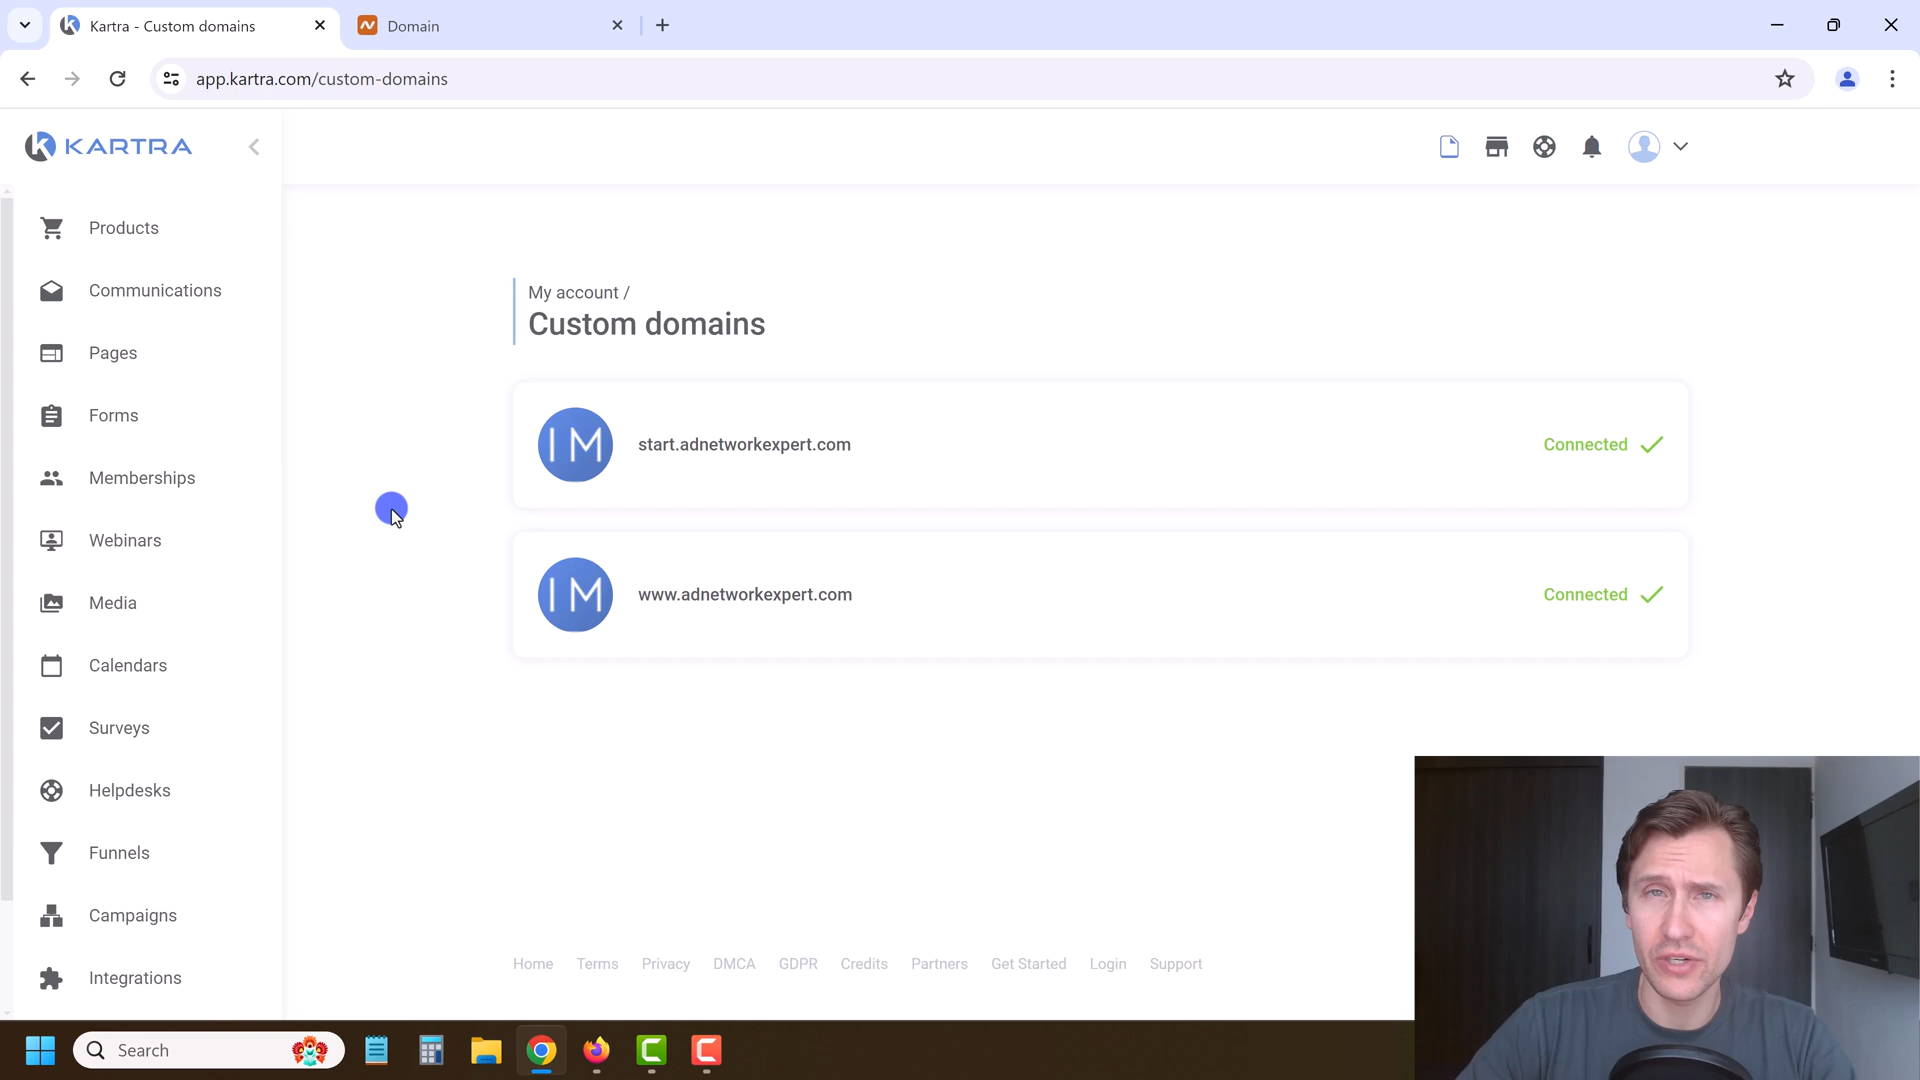 Kartra - Custom domains
Domain
app.kartra.com/custom-domains
KARTRA
Products
Communications
Pages
Forms
Memberships
Webinars
Media
Calendars
Surveys
Helpdesks
Funnels
Campaigns
Integrations
My account /
Custom domains
IM start.adnetworkexpert.com Connected
IM www.adnetworkexpert.com Connected
Home Terms Privacy DMCA GDPR Credits Partners Get Started Login Support
Search